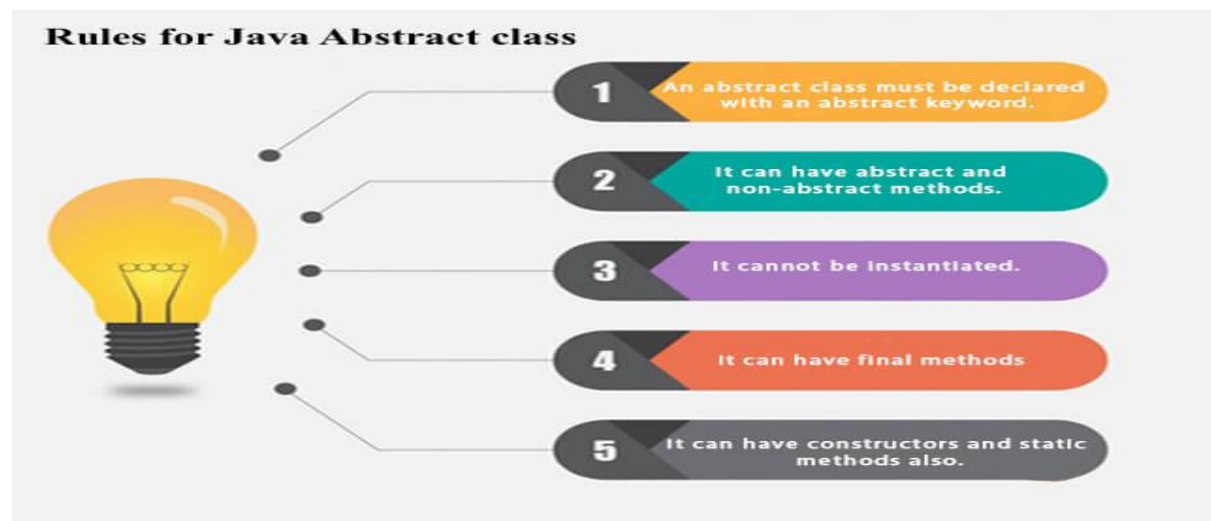 Rules for Java Abstract class
1
An abstract class must be declared
with an abstract keyword.
2
It can have abstract and
non-abstract methods.
3
It cannot be instantiated.
4
It can have final methods
5
It can have constructors and static
methods also.